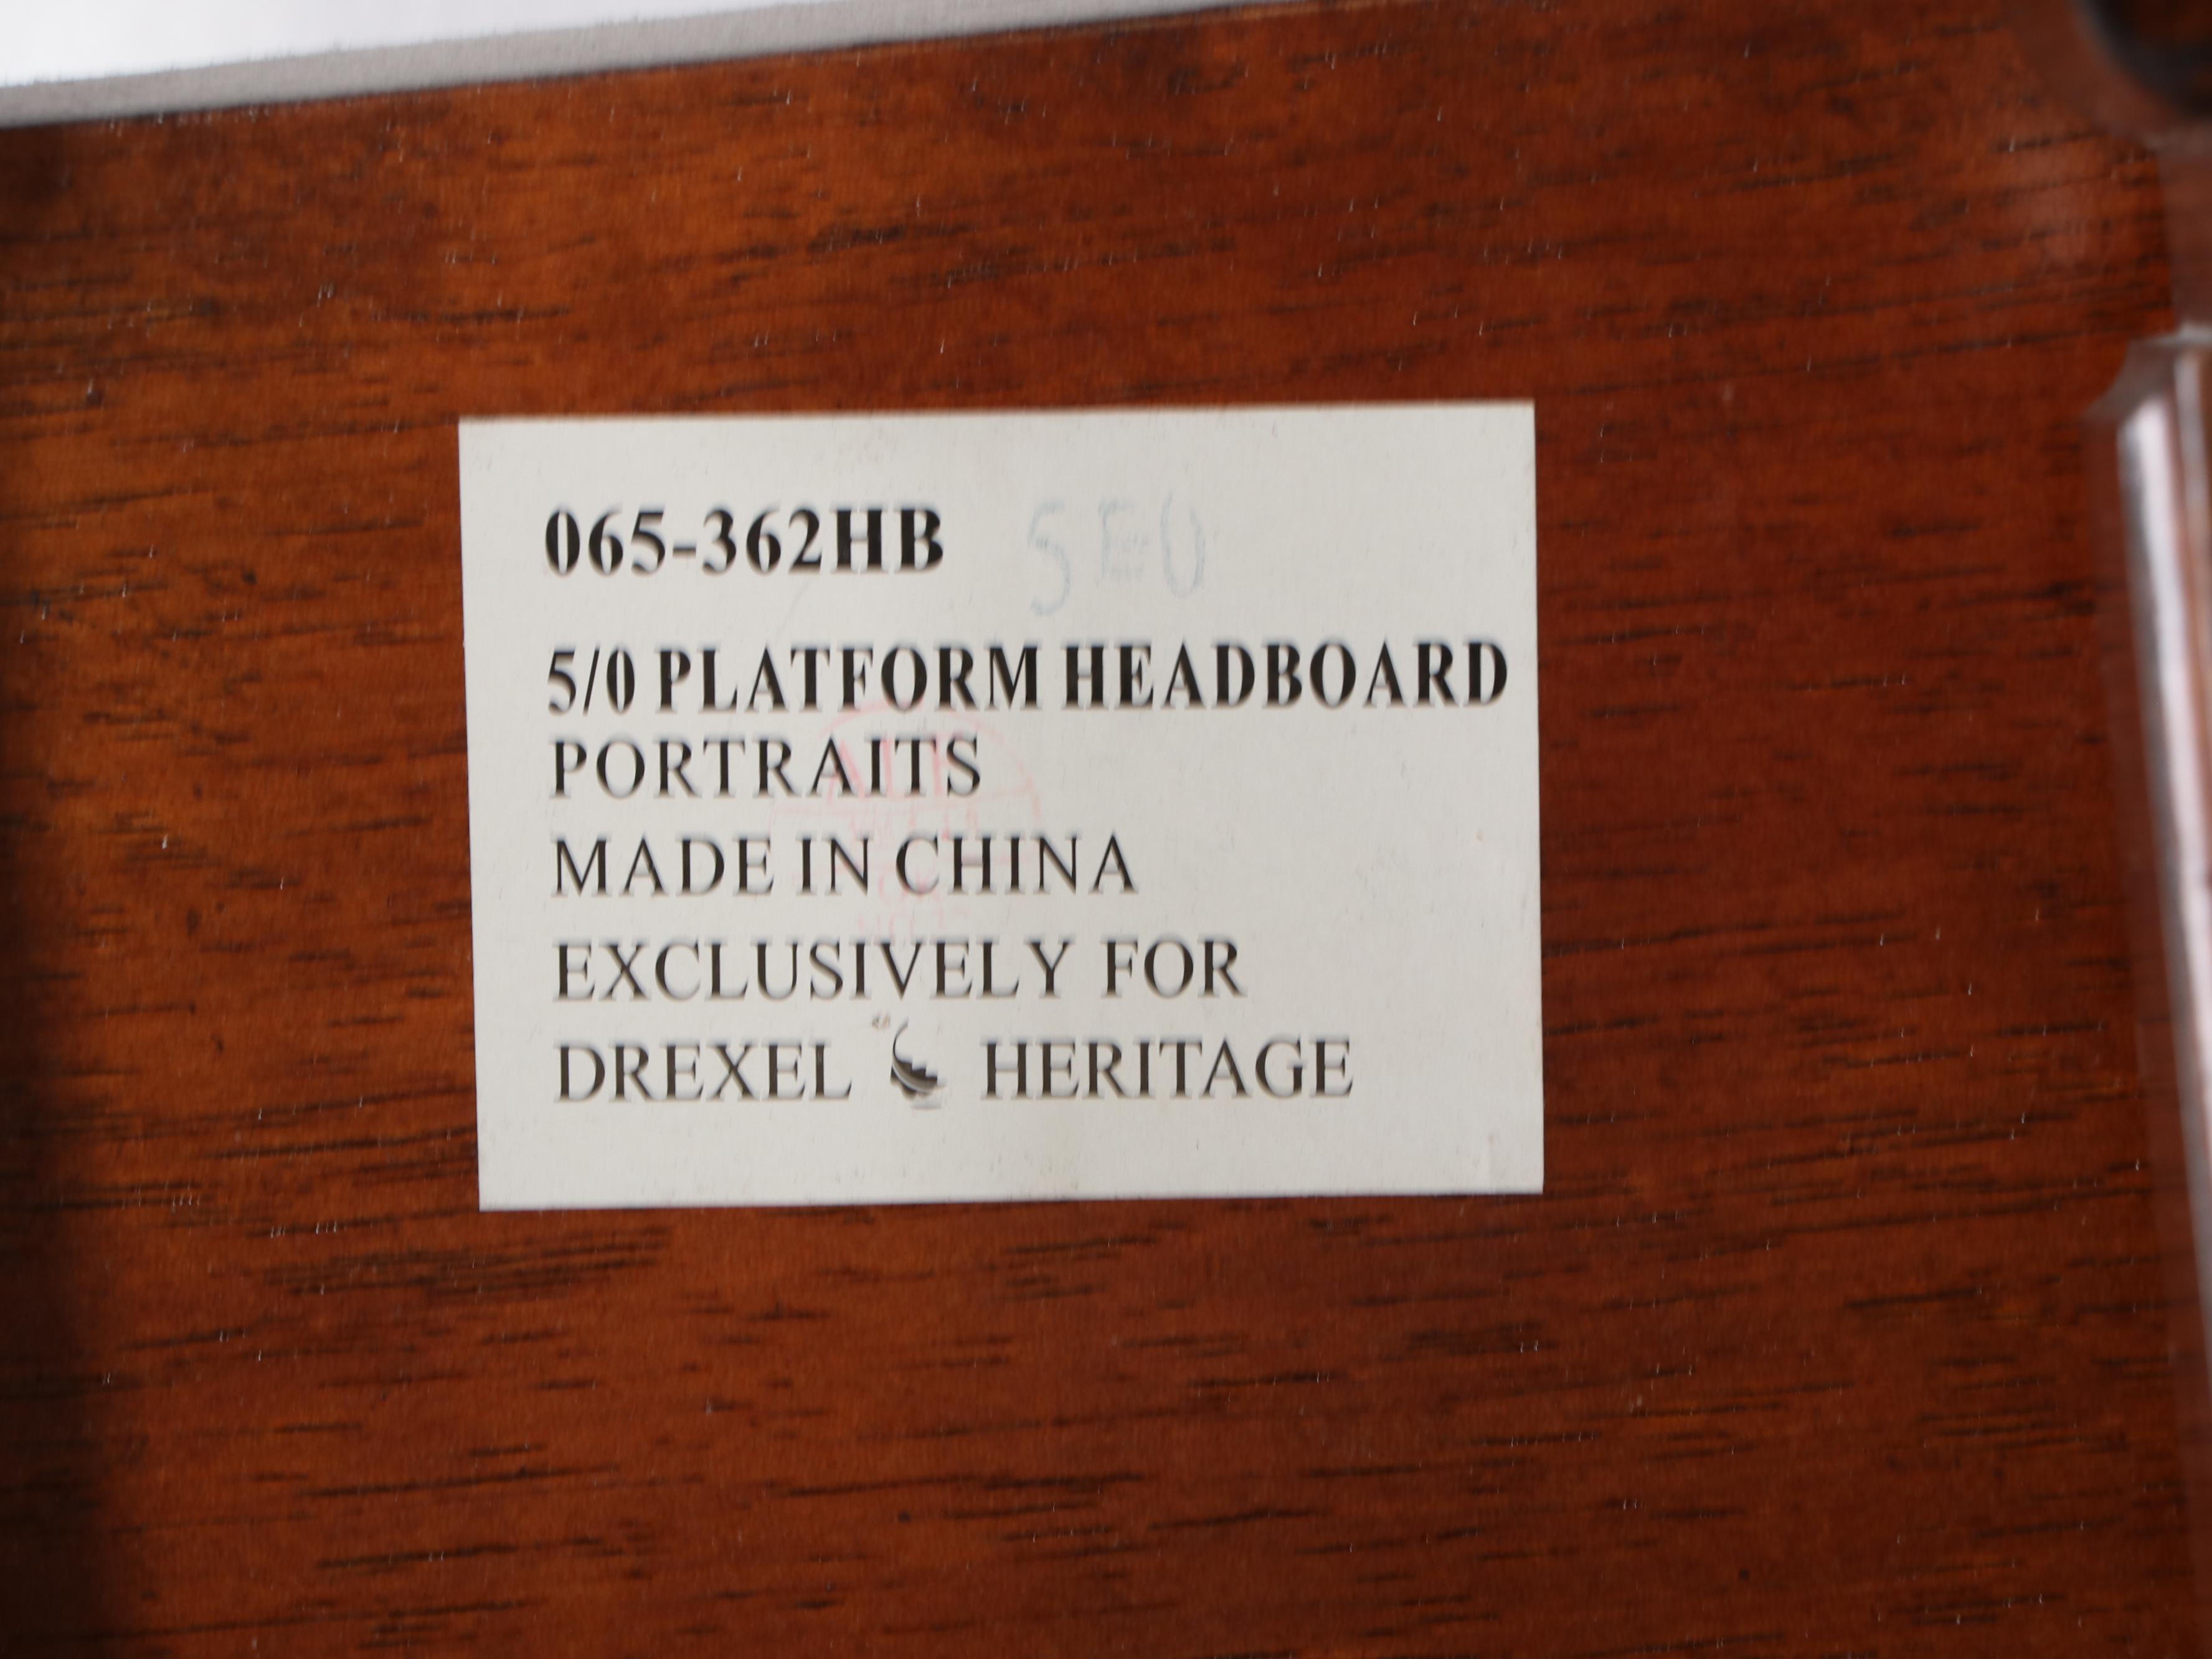 065-362HB
5/0 PLATFORM HEADBOARD
PORTRAITS
MADE IN CHINA
EXCLUSIVELY FOR
DREXEL HERITAGE